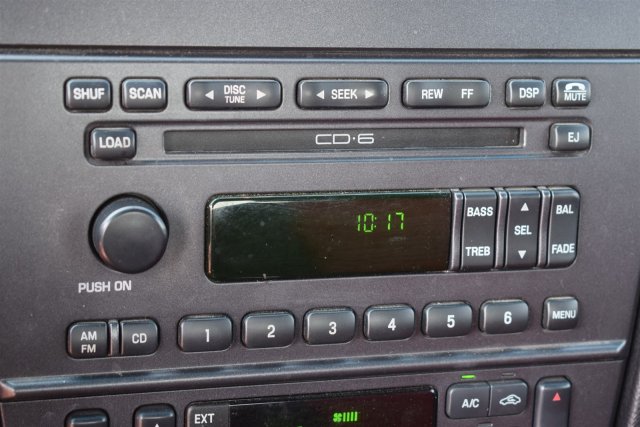 SHUF SCAN DISC TUNE SEEK REW FF DSP MUTE
LOAD CD·6 EJ
10:17 BASS TREB SEL BAL FADE
PUSH ON
AM FM CD 1 2 3 4 5 6 MENU
EXT A/C